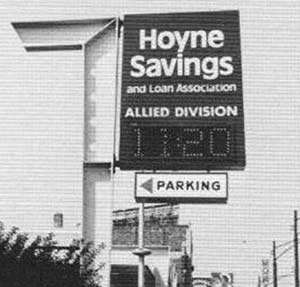 Hoyne
Savings
and Loan Association
ALLIED DIVISION
11:20
PARKING